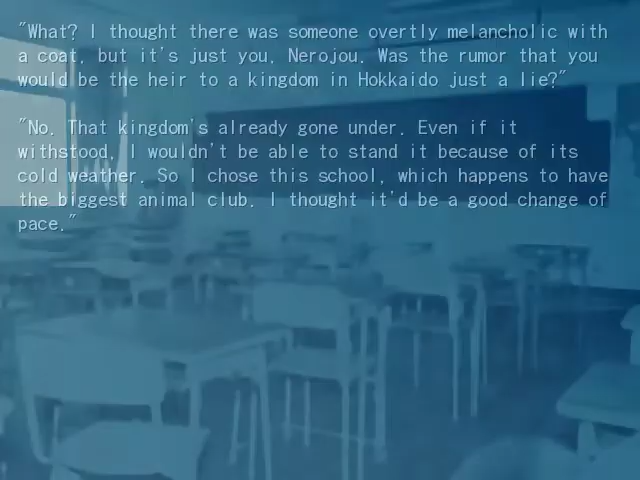 "What? I thought there was someone overtly melancholic with
a coat, but it's just you, Nerojou. Was the rumor that you
would be the heir to a kingdom in Hokkaido just a lie?"
"No. That kingdom's already gone under. Even if it
withstood, I wouldn't be able to stand it because of its
cold weather. So I chose this school, which happens to have
the biggest animal club. I thought it'd be a good change of
pace."